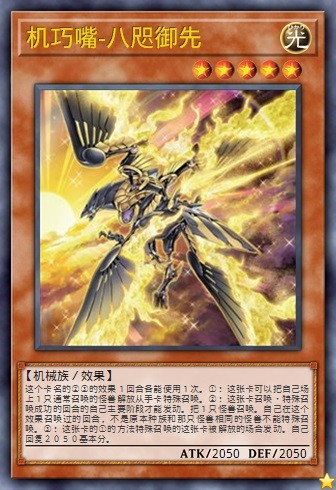 机巧嘴-八咫御先
光
【机械族／效果】
这个卡名的①②的效果１回合各能使用１次。①：这张卡可以把自己场
上１只通常召唤的怪兽解放从手卡特殊召唤。②：这张卡召唤·特殊召
唤成功的回合的自己主要阶段才能发动。把１只怪兽召唤。自己在这个
效果召唤过的回合，不是原本种族和那只怪兽相同的怪兽不能特殊召
唤。③：这张卡的①的方法特殊召唤的这张卡被解放的场合发动。自己
回复２０５０基本分。
ATK/2050 DEF/2050